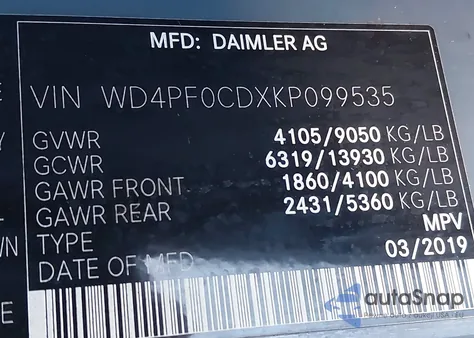 MFD: DAIMLER AG
VIN WD4PF0CDXKP099535
GVWR 4105/9050 KG/LB
GCWR 6319/13930 KG/LB
GAWR FRONT 1860/4100 KG/LB
GAWR REAR 2431/5360 KG/LB
TYPE MPV
DATE OF MFD 03/2019
autoSnap